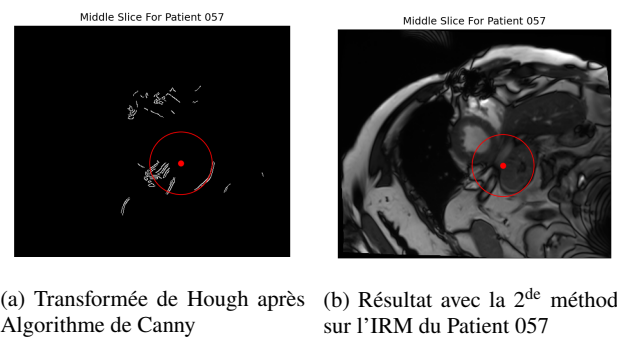 Middle Slice For Patient 057
Middle Slice For Patient 057
(a) Transformée de Hough après
Algorithme de Canny
(b) Résultat avec la 2de méthod
sur l'IRM du Patient 057